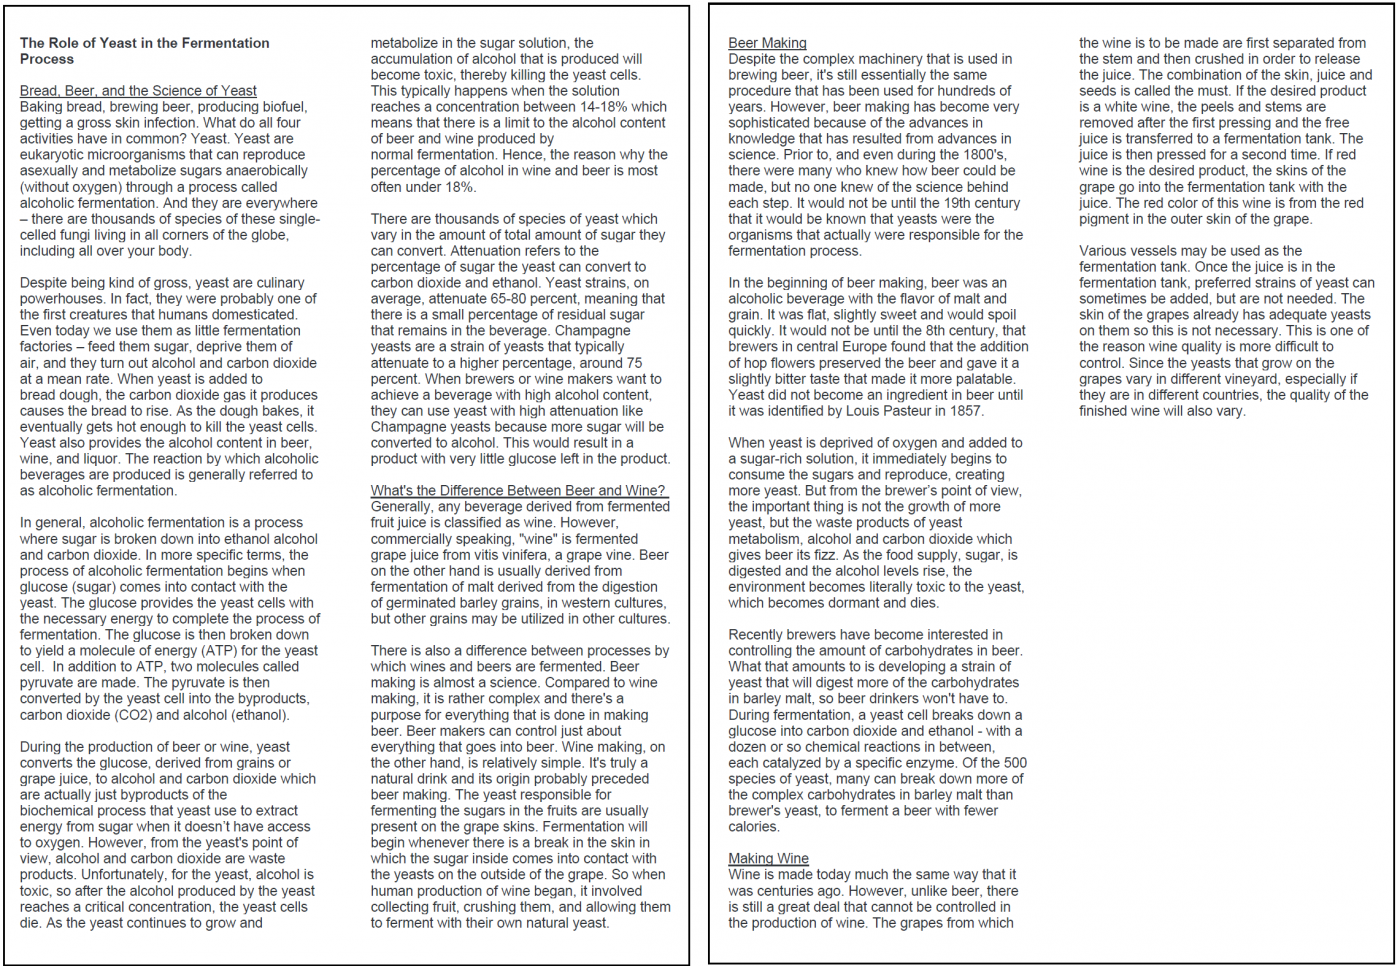 The Role of Yeast in the Fermentation
Process
Bread, Beer, and the Science of Yeast
Baking bread, brewing beer, producing biofuel,
getting a gross skin infection. What do all four
activities have in common? Yeast. Yeast are
eukaryotic microorganisms that can reproduce
asexually and metabolize sugars anaerobically
(without oxygen) through a process called
alcoholic fermentation. And they are everywhere
– there are thousands of species of these single-
celled fungi living in all corners of the globe,
including all over your body.
Despite being kind of gross, yeast are culinary
powerhouses. In fact, they were probably one of
the first creatures that humans domesticated.
Even today we use them as little fermentation
factories – feed them sugar, deprive them of
air, and they turn out alcohol and carbon dioxide
at a mean rate. When yeast is added to
bread dough, the carbon dioxide gas it produces
causes the bread to rise. As the dough bakes, it
eventually gets hot enough to kill the yeast cells.
Yeast also provides the alcohol content in beer,
wine, and liquor. The reaction by which alcoholic
beverages are produced is generally referred to
as alcoholic fermentation.
In general, alcoholic fermentation is a process
where sugar is broken down into ethanol alcohol
and carbon dioxide. In more specific terms, the
process of alcoholic fermentation begins when
glucose (sugar) comes into contact with the
yeast. The glucose provides the yeast cells with
the necessary energy to complete the process of
fermentation. The glucose is then broken down
to yield a molecule of energy (ATP) for the yeast
cell.  In addition to ATP, two molecules called
pyruvate are made. The pyruvate is then
converted by the yeast cell into the byproducts,
carbon dioxide (CO2) and alcohol (ethanol).
During the production of beer or wine, yeast
converts the glucose, derived from grains or
grape juice, to alcohol and carbon dioxide which
are actually just byproducts of the
biochemical process that yeast use to extract
energy from sugar when it doesn't have access
to oxygen. However, from the yeast's point of
view, alcohol and carbon dioxide are waste
products. Unfortunately, for the yeast, alcohol is
toxic, so after the alcohol produced by the yeast
reaches a critical concentration, the yeast cells
die. As the yeast continues to grow and
metabolize in the sugar solution, the
accumulation of alcohol that is produced will
become toxic, thereby killing the yeast cells.
This typically happens when the solution
reaches a concentration between 14-18% which
means that there is a limit to the alcohol content
of beer and wine produced by
normal fermentation. Hence, the reason why the
percentage of alcohol in wine and beer is most
often under 18%.
There are thousands of species of yeast which
vary in the amount of total amount of sugar they
can convert. Attenuation refers to the
percentage of sugar the yeast can convert to
carbon dioxide and ethanol. Yeast strains, on
average, attenuate 65-80 percent, meaning that
there is a small percentage of residual sugar
that remains in the beverage. Champagne
yeasts are a strain of yeasts that typically
attenuate to a higher percentage, around 75
percent. When brewers or wine makers want to
achieve a beverage with high alcohol content,
they can use yeast with high attenuation like
Champagne yeasts because more sugar will be
converted to alcohol. This would result in a
product with very little glucose left in the product.
What's the Difference Between Beer and Wine?
Generally, any beverage derived from fermented
fruit juice is classified as wine. However,
commercially speaking, "wine" is fermented
grape juice from vitis vinifera, a grape vine. Beer
on the other hand is usually derived from
fermentation of malt derived from the digestion
of germinated barley grains, in western cultures,
but other grains may be utilized in other cultures.
There is also a difference between processes by
which wines and beers are fermented. Beer
making is almost a science. Compared to wine
making, it is rather complex and there's a
purpose for everything that is done in making
beer. Beer makers can control just about
everything that goes into beer. Wine making, on
the other hand, is relatively simple. It's truly a
natural drink and its origin probably preceded
beer making. The yeast responsible for
fermenting the sugars in the fruits are usually
present on the grape skins. Fermentation will
begin whenever there is a break in the skin in
which the sugar inside comes into contact with
the yeasts on the outside of the grape. So when
human production of wine began, it involved
collecting fruit, crushing them, and allowing them
to ferment with their own natural yeast.
Beer Making
Despite the complex machinery that is used in
brewing beer, it's still essentially the same
procedure that has been used for hundreds of
years. However, beer making has become very
sophisticated because of the advances in
knowledge that has resulted from advances in
science. Prior to, and even during the 1800's,
there were many who knew how beer could be
made, but no one knew of the science behind
each step. It would not be until the 19th century
that it would be known that yeasts were the
organisms that actually were responsible for the
fermentation process.
In the beginning of beer making, beer was an
alcoholic beverage with the flavor of malt and
grain. It was flat, slightly sweet and would spoil
quickly. It would not be until the 8th century, that
brewers in central Europe found that the addition
of hop flowers preserved the beer and gave it a
slightly bitter taste that made it more palatable.
Yeast did not become an ingredient in beer until
it was identified by Louis Pasteur in 1857.
When yeast is deprived of oxygen and added to
a sugar-rich solution, it immediately begins to
consume the sugars and reproduce, creating
more yeast. But from the brewer's point of view,
the important thing is not the growth of more
yeast, but the waste products of yeast
metabolism, alcohol and carbon dioxide which
gives beer its fizz. As the food supply, sugar, is
digested and the alcohol levels rise, the
environment becomes literally toxic to the yeast,
which becomes dormant and dies.
Recently brewers have become interested in
controlling the amount of carbohydrates in beer.
What that amounts to is developing a strain of
yeast that will digest more of the carbohydrates
in barley malt, so beer drinkers won't have to.
During fermentation, a yeast cell breaks down a
glucose into carbon dioxide and ethanol - with a
dozen or so chemical reactions in between,
each catalyzed by a specific enzyme. Of the 500
species of yeast, many can break down more of
the complex carbohydrates in barley malt than
brewer's yeast, to ferment a beer with fewer
calories.
Making Wine
Wine is made today much the same way that it
was centuries ago. However, unlike beer, there
is still a great deal that cannot be controlled in
the production of wine. The grapes from which
the wine is to be made are first separated from
the stem and then crushed in order to release
the juice. The combination of the skin, juice and
seeds is called the must. If the desired product
is a white wine, the peels and stems are
removed after the first pressing and the free
juice is transferred to a fermentation tank. The
juice is then pressed for a second time. If red
wine is the desired product, the skins of the
grape go into the fermentation tank with the
juice. The red color of this wine is from the red
pigment in the outer skin of the grape.
Various vessels may be used as the
fermentation tank. Once the juice is in the
fermentation tank, preferred strains of yeast can
sometimes be added, but are not needed. The
skin of the grapes already has adequate yeasts
on them so this is not necessary. This is one of
the reason wine quality is more difficult to
control. Since the yeasts that grow on the
grapes vary in different vineyard, especially if
they are in different countries, the quality of the
finished wine will also vary.